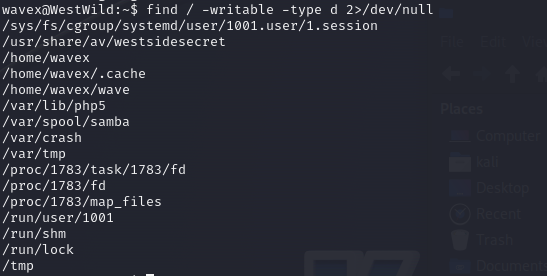 wavex@WestWild:~$ find / -writable -type d 2>/dev/null
/sys/fs/cgroup/systemd/user/1001.user/1.session
/usr/share/av/westsidesecret
/home/wavex
/home/wavex/.cache
/home/wavex/wave
/var/lib/php5
/var/spool/samba
/var/crash
/var/tmp
/proc/1783/task/1783/fd
/proc/1783/fd
/proc/1783/map_files
/run/user/1001
/run/shm
/run/lock
/tmp
File
Edit
View
Places
Computer
kali
Desktop
Recent
Trash
Document